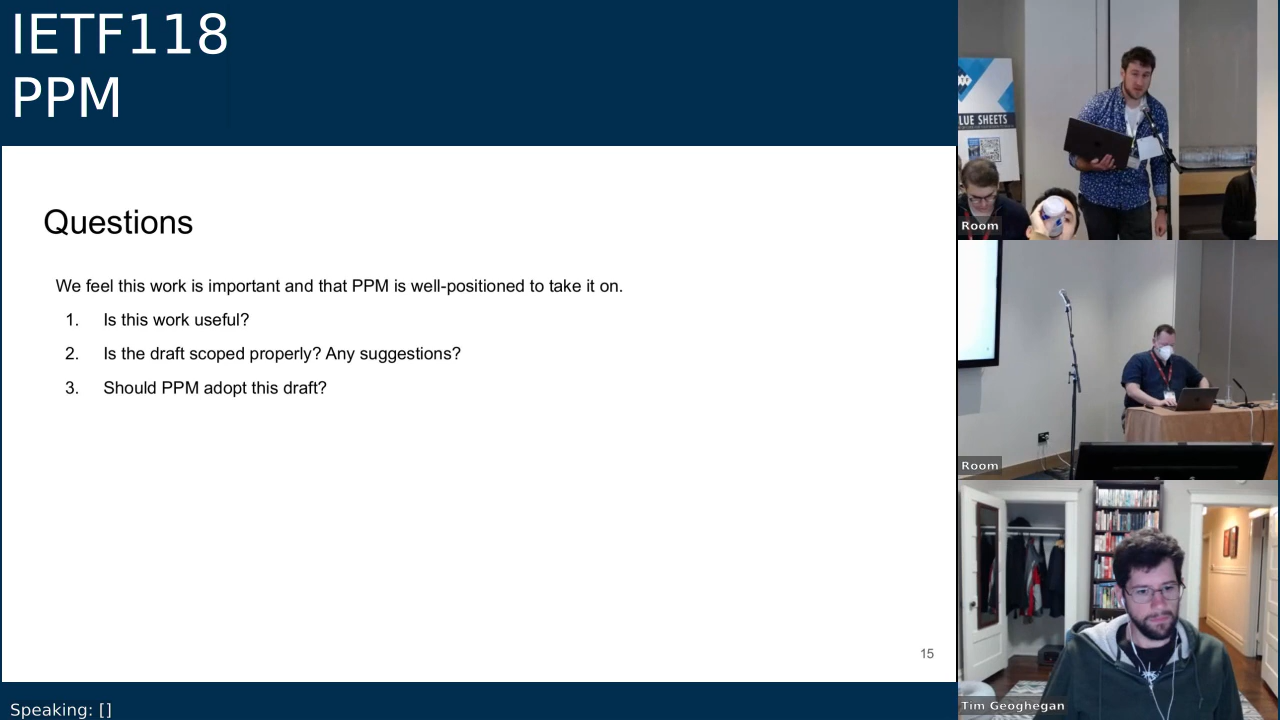 IETF118
PPM
Questions
We feel this work is important and that PPM is well-positioned to take it on.
1. Is this work useful?
2. Is the draft scoped properly? Any suggestions?
3. Should PPM adopt this draft?
15
Speaking: []
LUE SHEETS
Room
Room
Tim Geoghegan